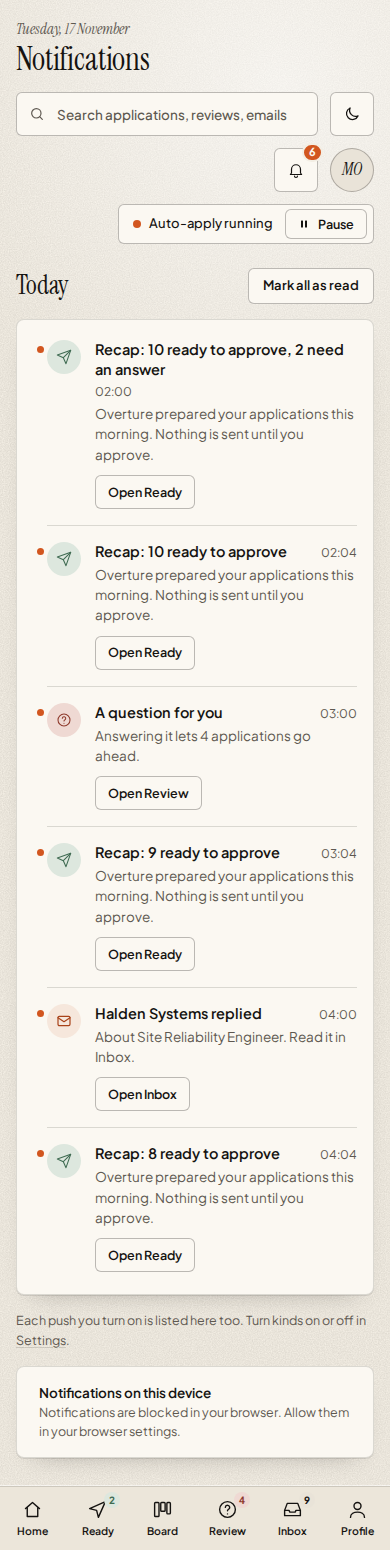 Tuesday, 17 November
Notifications
Search applications, reviews, emails
6
MO
Auto-apply running
Pause
Today
Mark all as read
Recap: 10 ready to approve, 2 need
an answer
02:00
Overture prepared your applications this
morning. Nothing is sent until you
approve.
Open Ready
Recap: 10 ready to approve 02:04
Overture prepared your applications this
morning. Nothing is sent until you
approve.
Open Ready
A question for you 03:00
Answering it lets 4 applications go
ahead.
Open Review
Recap: 9 ready to approve 03:04
Overture prepared your applications this
morning. Nothing is sent until you
approve.
Open Ready
Halden Systems replied 04:00
About Site Reliability Engineer. Read it in
Inbox.
Open Inbox
Recap: 8 ready to approve 04:04
Overture prepared your applications this
morning. Nothing is sent until you
approve.
Open Ready
Each push you turn on is listed here too. Turn kinds on or off in
Settings.
Notifications on this device
Notifications are blocked in your browser. Allow them
in your browser settings.
2 4 9
Home Ready Board Review Inbox Profile